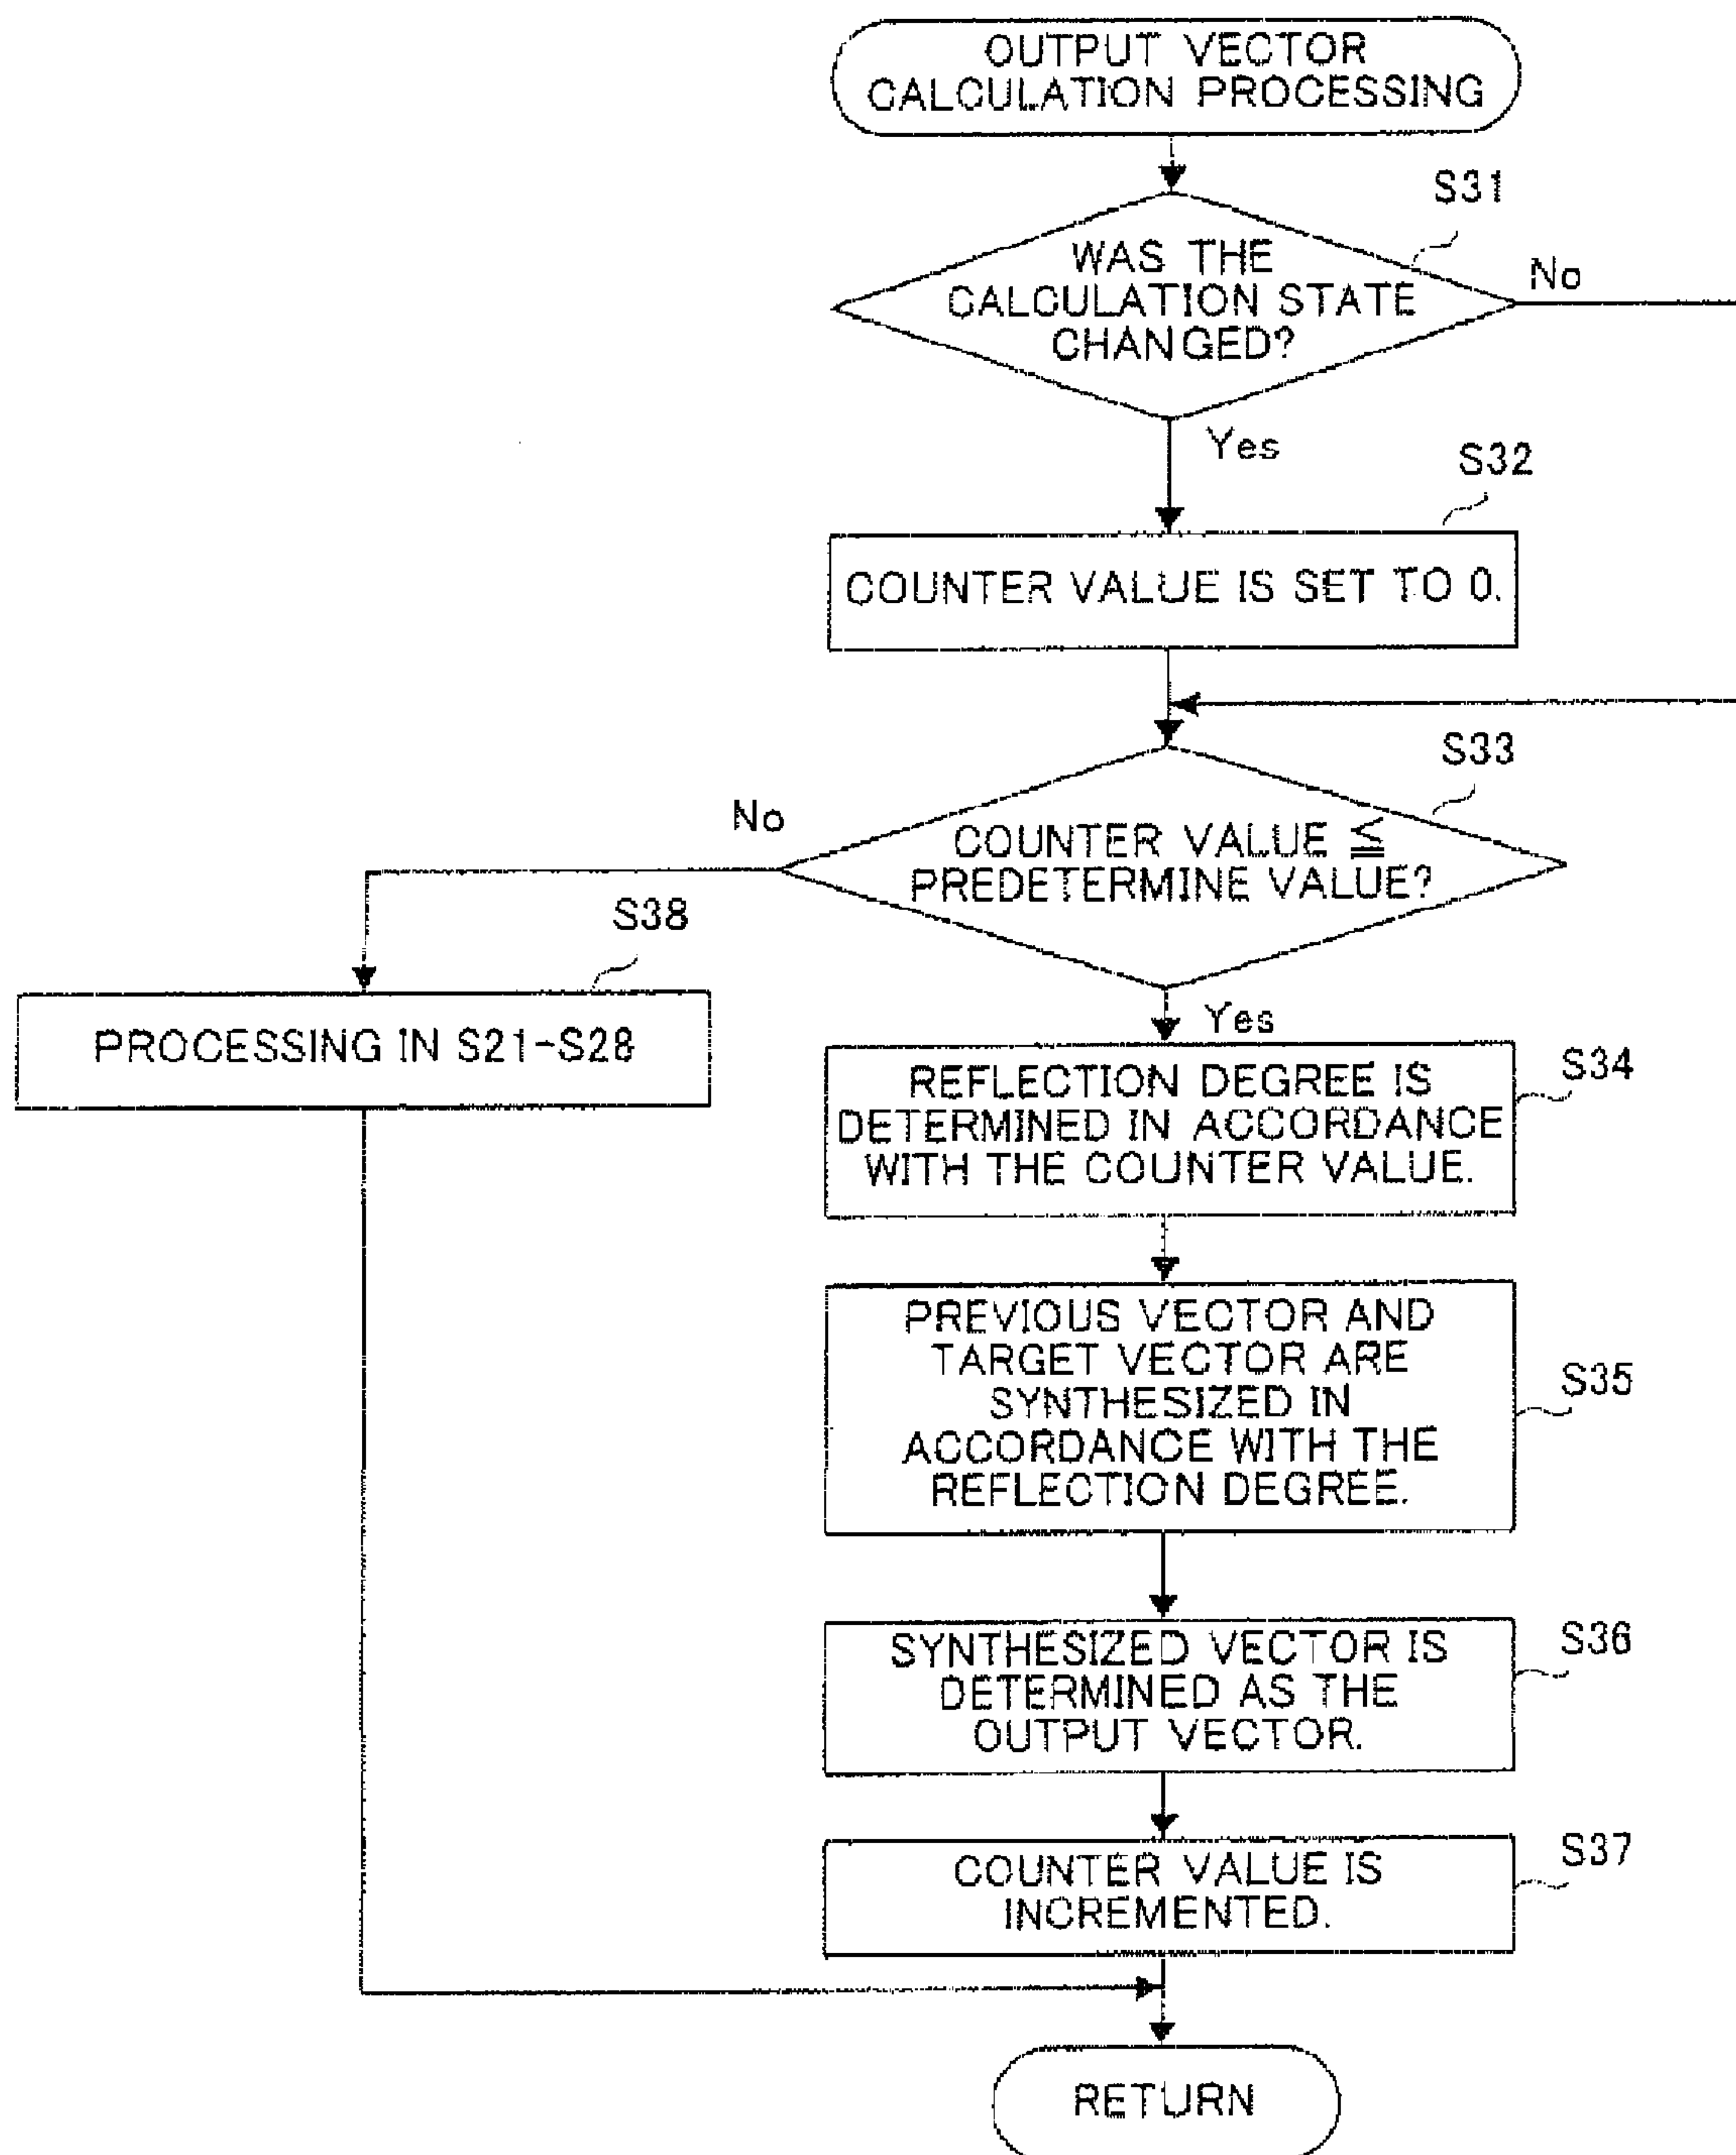 OUTPUT VECTOR
CALCULATION PROCESSING
S31
WAS THE
CALCULATION STATE
CHANGED?
No
Yes
S32
COUNTER VALUE IS SET TO 0.
S33
No
COUNTER VALUE ≦
PREDETERMINE VALUE?
S38
PROCESSING IN S21-S28
Yes
S34
REFLECTION DEGREE IS
DETERMINED IN ACCORDANCE
WITH THE COUNTER VALUE.
PREVIOUS VECTOR AND
TARGET VECTOR ARE
SYNTHESIZED IN
ACCORDANCE WITH THE
REFLECTION DEGREE.
S35
SYNTHESIZED VECTOR IS
DETERMINED AS THE
OUTPUT VECTOR.
S36
COUNTER VALUE IS
INCREMENTED.
S37
RETURN